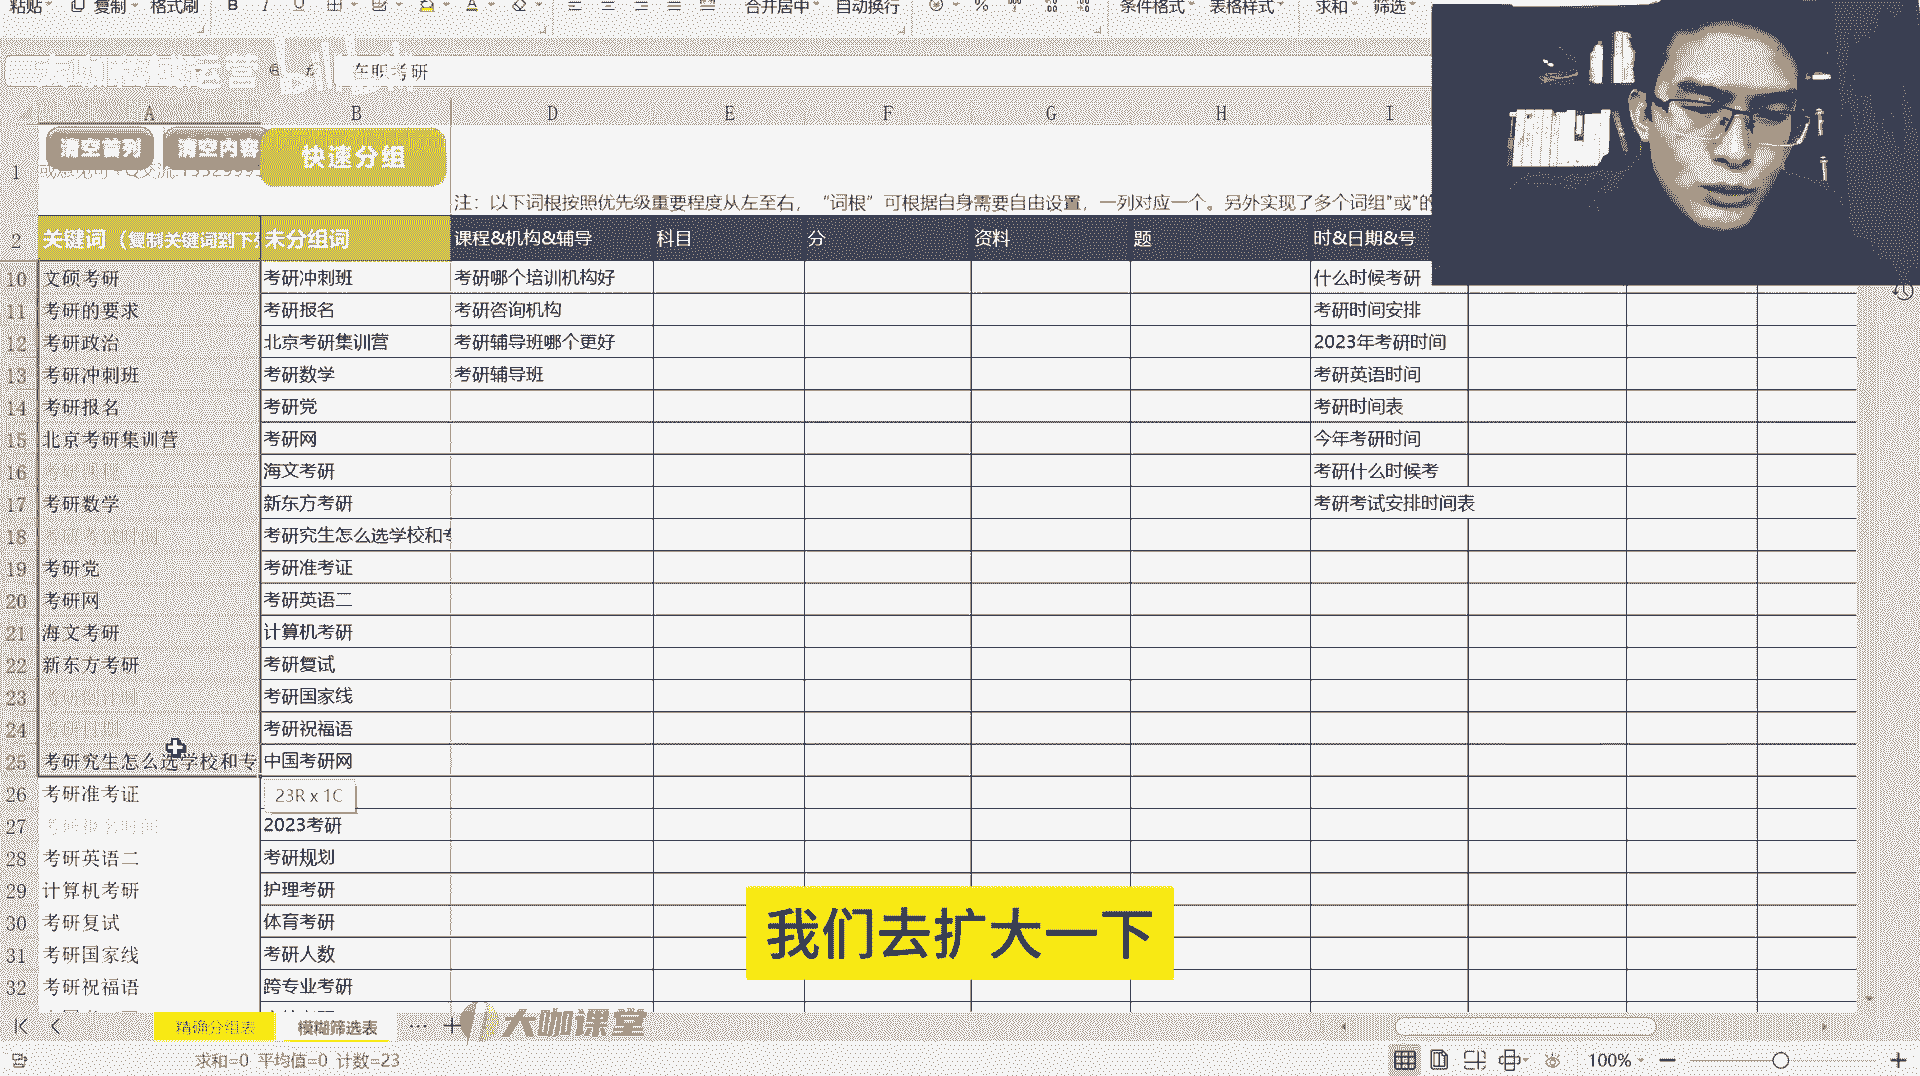 粘贴 复制 格式刷 B I U 合并居中 自动换行 % 条件格式 表格样式 求和 筛选
在职考研
A B D E F G H I
清空首列 清空内容 快速分组
1
注：以下词根按照优先级重要程度从左至右，“词根”可根据自身需要自由设置，一列对应一个。另外实现了多个词组"或"的
2 关键词（复制关键词到下 未分组词 课程&机构&辅导 科目 分 资料 题 时&日期&号
10 文硕考研 考研冲刺班 考研哪个培训机构好 什么时候考研
11 考研的要求 考研报名 考研咨询机构 考研时间安排
12 考研政治 北京考研集训营 考研辅导班哪个更好 2023年考研时间
13 考研冲刺班 考研数学 考研辅导班 考研英语时间
14 考研报名 考研党 考研时间表
15 北京考研集训营 考研网 今年考研时间
16 海文考研 考研什么时候考
17 考研数学 新东方考研 考研考试安排时间表
18 考研考试时间 考研究生怎么选学校和专
19 考研党 考研准考证
20 考研网 考研英语二
21 海文考研 计算机考研
22 新东方考研 考研复试
23 考研国家线
24 考研祝福语
25 考研究生怎么选学校和专 中国考研网
26 考研准考证 23R x 1C
27 考研报名时间 2023考研
28 考研英语二 考研规划
29 计算机考研 护理考研
30 考研复试 体育考研
31 考研国家线 考研人数
32 考研祝福语 跨专业考研
我们去扩大一下
精确分组表 模糊筛选表 ··· + 大咖课堂
求和=0 平均值=0 计数=23 100%